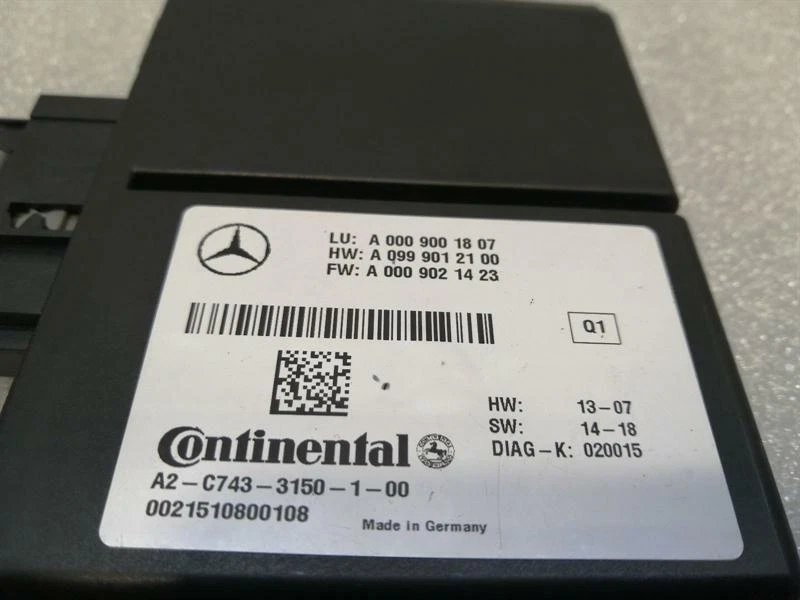 LU: A 000 900 18 07
HW: A 099 901 21 00
FW: A 000 902 14 23
Q1
HW: 13-07
SW: 14-18
DIAG-K: 020015
Continental
A2-C743-3150-1-00
0021510800108
Made in Germany